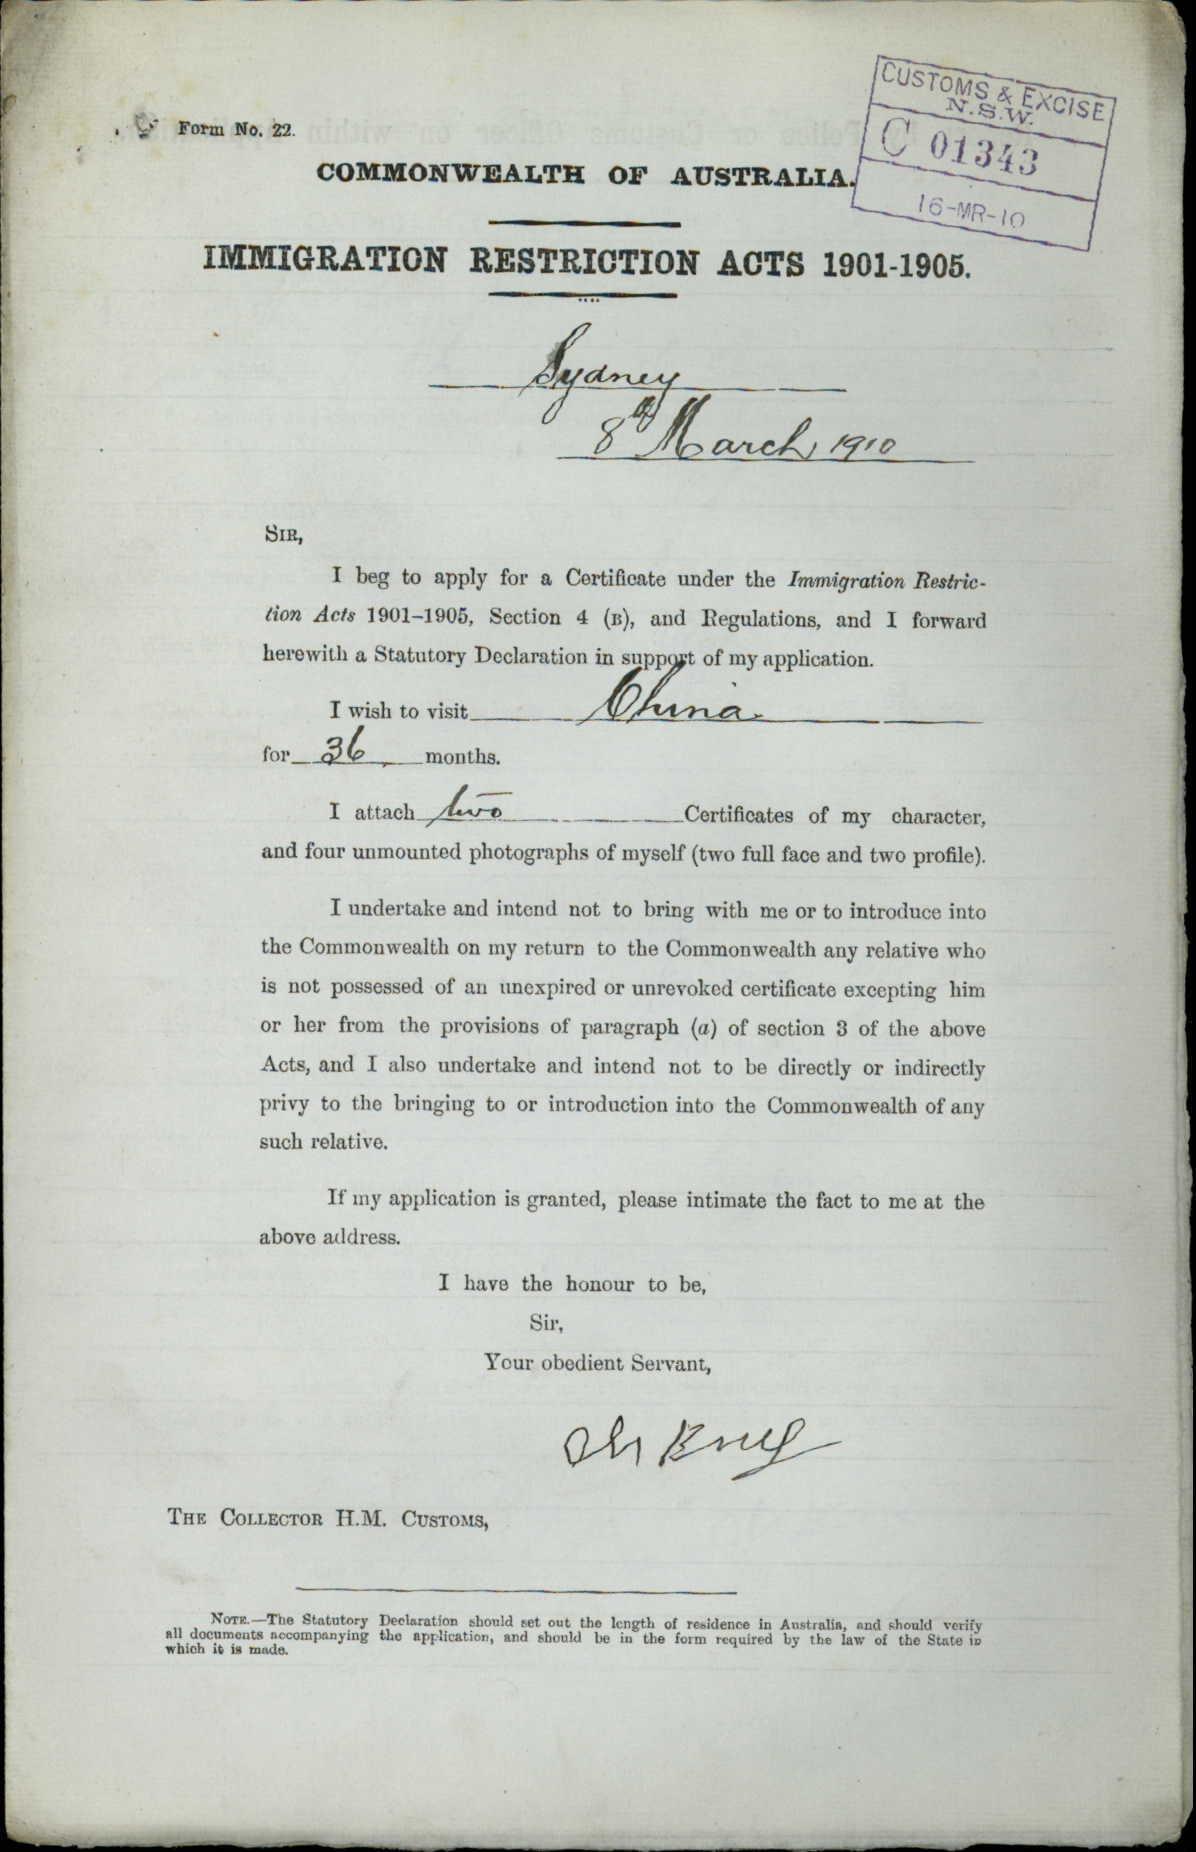 CUSTOMS & EXCISE
N.S.W.
C 01343
16-MR-10
Form No. 22.
COMMONWEALTH OF AUSTRALIA.
IMMIGRATION RESTRICTION ACTS 1901-1905.
Sydney
8th March 1910
SIR,
I beg to apply for a Certificate under the Immigration Restric-
tion Acts 1901-1905, Section 4 (B), and Regulations, and I forward
herewith a Statutory Declaration in support of my application.
I wish to visit China
for 36 months.
I attach two Certificates of my character,
and four unmounted photographs of myself (two full face and two profile).
I undertake and intend not to bring with me or to introduce into
the Commonwealth on my return to the Commonwealth any relative who
is not possessed of an unexpired or unrevoked certificate excepting him
or her from the provisions of paragraph (a) of section 3 of the above
Acts, and I also undertake and intend not to be directly or indirectly
privy to the bringing to or introduction into the Commonwealth of any
such relative.
If my application is granted, please intimate the fact to me at the
above address.
I have the honour to be,
Sir,
Your obedient Servant,
THE COLLECTOR H.M. CUSTOMS,
NOTE.—The Statutory Declaration should set out the length of residence in Australia, and should verify
all documents accompanying the application, and should be in the form required by the law of the State in
which it is made.